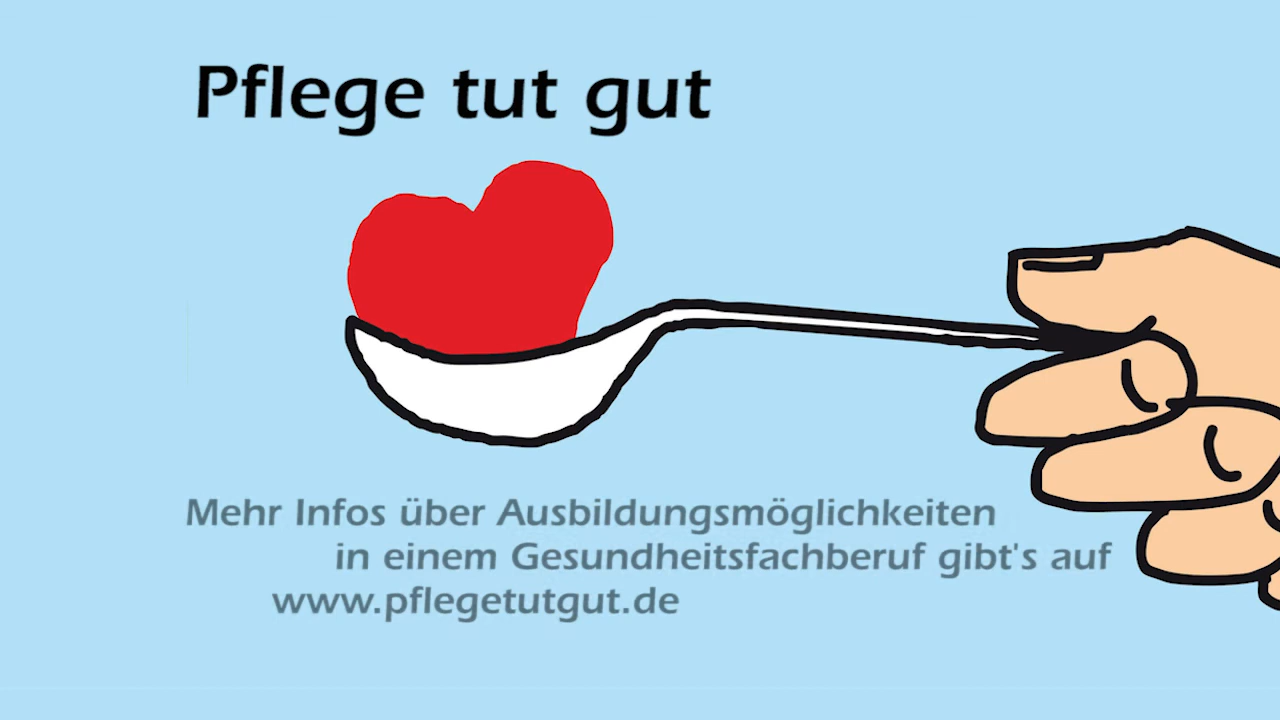 Pflege tut gut
Mehr Infos über Ausbildungsmöglichkeiten
in einem Gesundheitsfachberuf gibt's auf
www.pflegetutgut.de